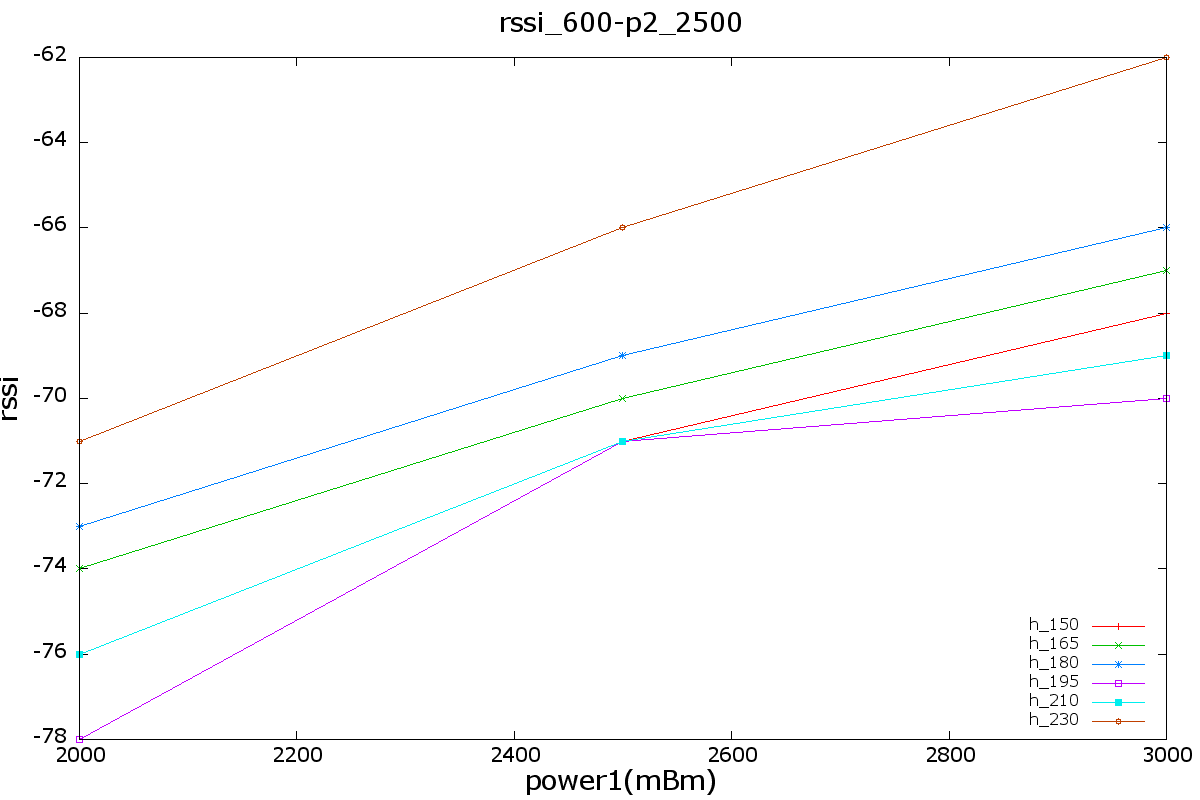 rssi_600-p2_2500
-62
-64
-66
-68
-70
-72
-74
-76
-78
rssi
2000 2200 2400 2600 2800 3000
power1(mBm)
h_150
h_165
h_180
h_195
h_210
h_230